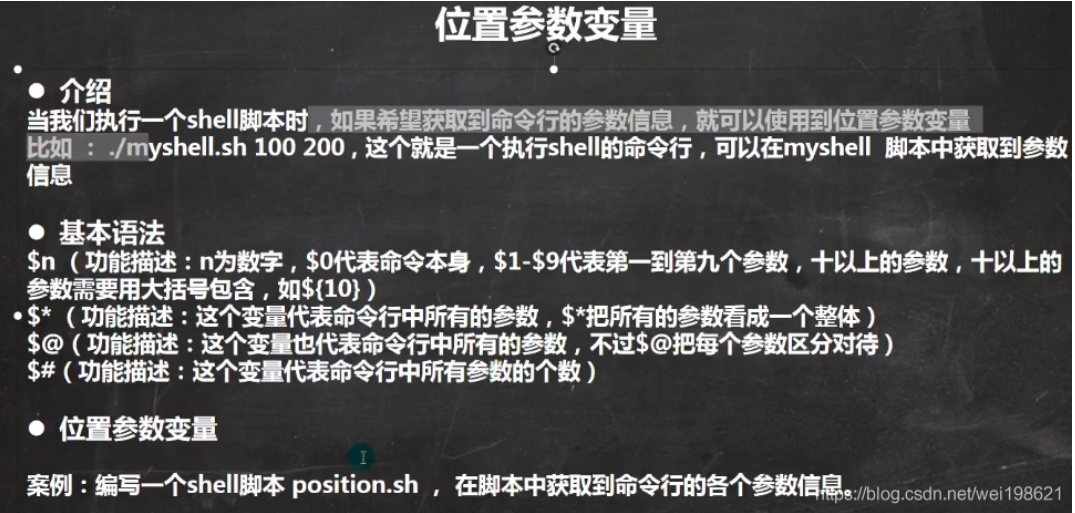 位置参数变量
● 介绍
当我们执行一个shell脚本时，如果希望获取到命令行的参数信息，就可以使用到位置参数变量
比如 ： ./myshell.sh 100 200，这个就是一个执行shell的命令行，可以在myshell 脚本中获取到参数
信息
● 基本语法
$n （功能描述：n为数字，$0代表命令本身，$1-$9代表第一到第九个参数，十以上的参数，十以上的
参数需要用大括号包含，如${10}）
$* （功能描述：这个变量代表命令行中所有的参数，$*把所有的参数看成一个整体）
$@（功能描述：这个变量也代表命令行中所有的参数，不过$@把每个参数区分对待）
$#（功能描述：这个变量代表命令行中所有参数的个数）
● 位置参数变量
案例：编写一个shell脚本 position.sh ， 在脚本中获取到命令行的各个参数信息。
https://blog.csdn.net/wei198621